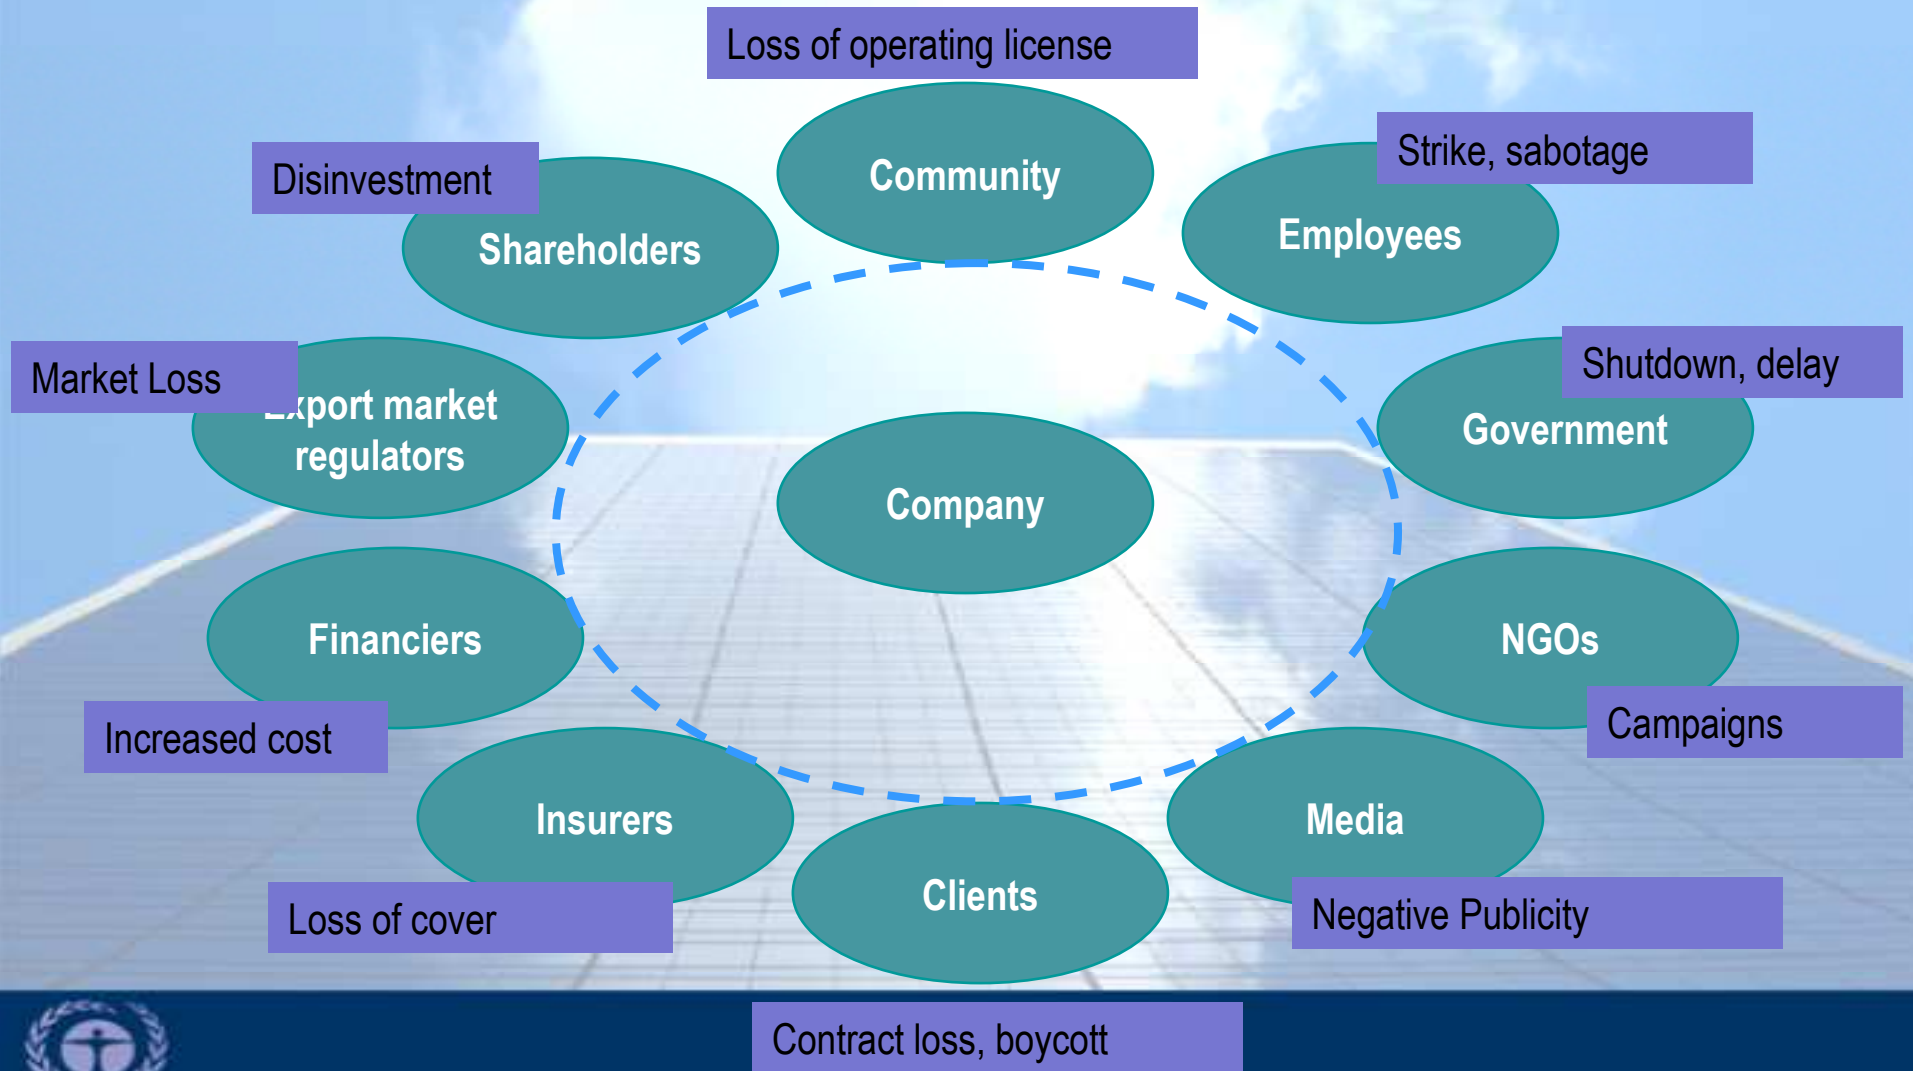 Loss of operating license
Strike, sabotage
Disinvestment
Community
Employees
Shareholders
Shutdown, delay
Market Loss
Export market
regulators
Government
Company
Financiers
NGOs
Increased cost
Campaigns
Insurers
Media
Clients
Loss of cover
Negative Publicity
Contract loss, boycott